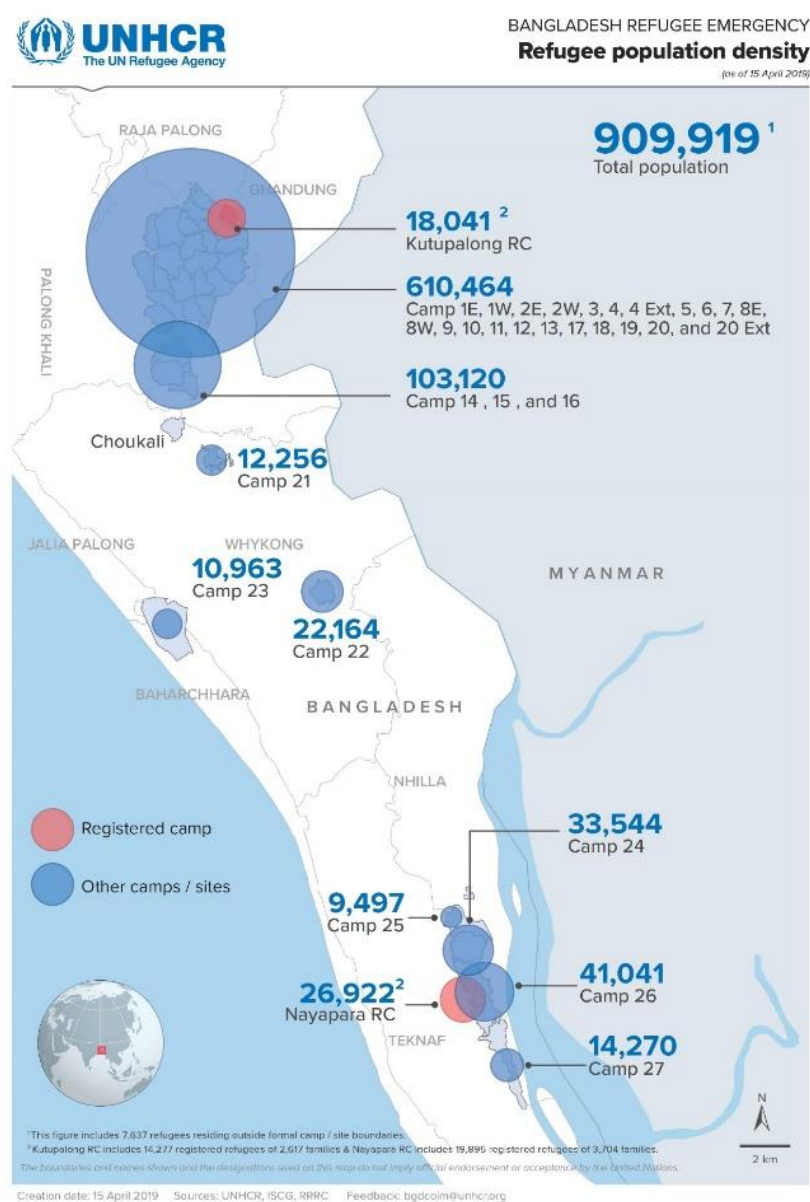 UNHCR
The UN Refugee Agency
BANGLADESH REFUGEE EMERGENCY
Refugee population density
(as of 15 April 2019)
RAJA PALONG
909,919 ¹
Total population
GHANDUNG
18,041 ²
Kutupalong RC
PALONG KHALI
610,464
Camp 1E, 1W, 2E, 2W, 3, 4, 4 Ext, 5, 6, 7, 8E,
8W, 9, 10, 11, 12, 13, 17, 18, 19, 20, and 20 Ext
103,120
Camp 14 , 15 , and 16
Choukali
12,256
Camp 21
JALIA PALONG
WHYKONG
10,963
Camp 23
MYANMAR
22,164
Camp 22
BAHARCHHARA
BANGLADESH
NHILLA
Registered camp
33,544
Camp 24
Other camps / sites
9,497
Camp 25
26,922²
Nayapara RC
41,041
Camp 26
TEKNAF
14,270
Camp 27
N
2 km
¹This figure includes 7,637 refugees residing outside formal camp / site boundaries.
²Kutupalong RC includes 14,277 registered refugees of 2,617 families & Nayapara RC includes 19,895 registered refugees of 3,704 families.
The boundaries and names shown and the designations used on this map do not imply official endorsement or acceptance by the United Nations.
Creation date: 15 April 2019 Sources: UNHCR, ISCG, RRRC Feedback: bgdcoim@unhcr.org